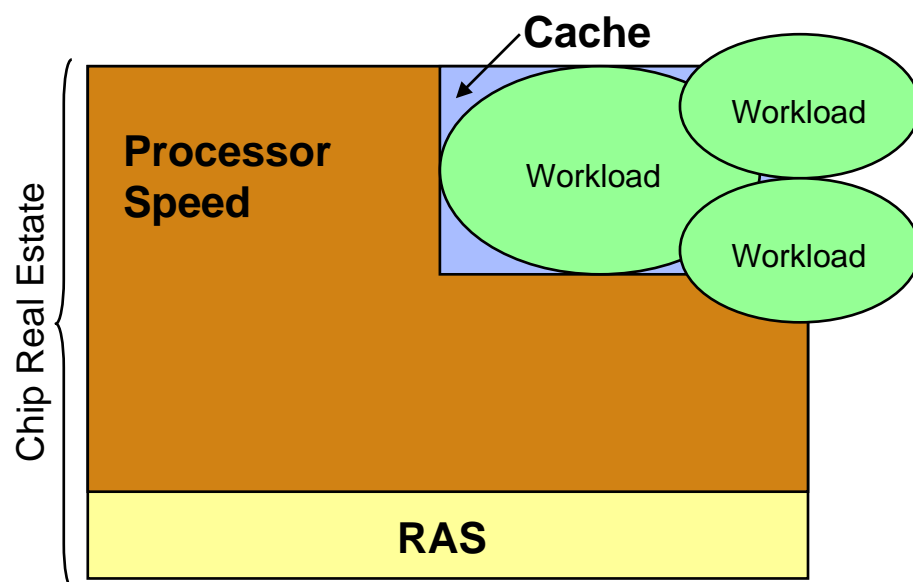 Cache
Workload
Processor
Speed
Workload
Workload
Chip Real Estate
RAS